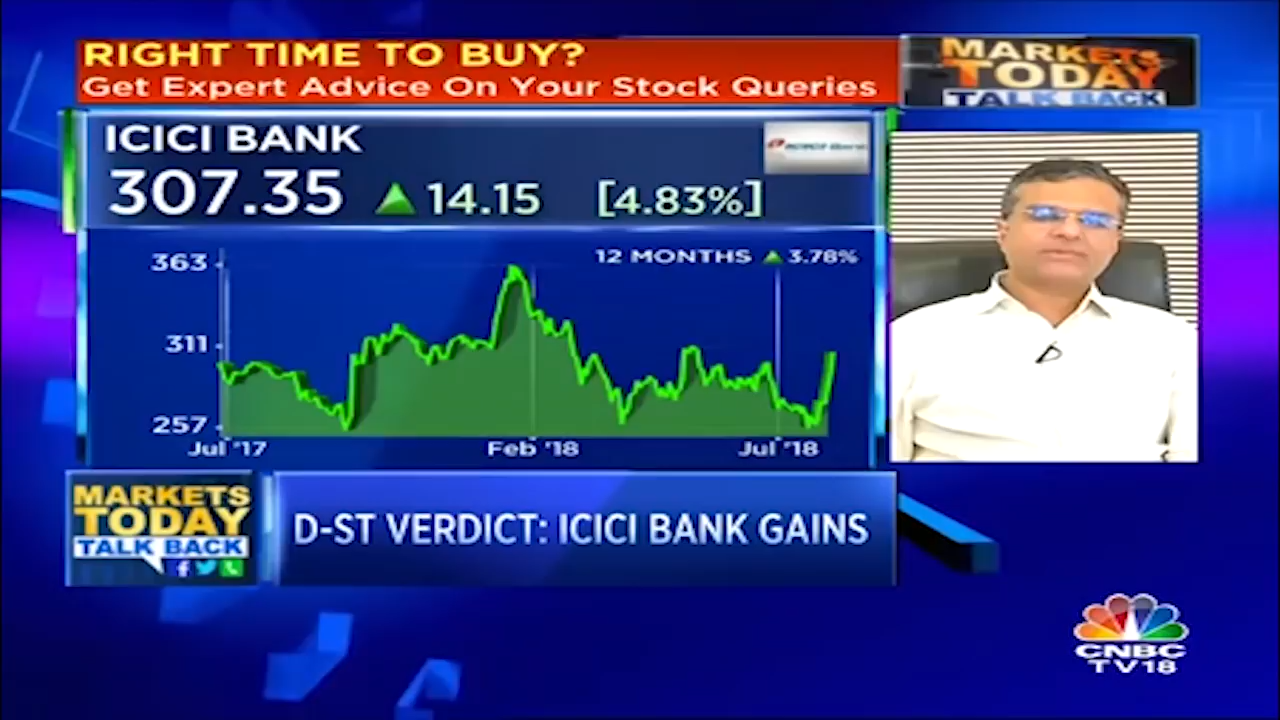 RIGHT TIME TO BUY?
Get Expert Advice On Your Stock Queries
MARKETS
TODAY
TALK BACK
ICICI BANK
ICICI Bank
307.35 ▲ 14.15 [4.83%]
12 MONTHS ▲ 3.78%
363
311
257
Jul '17 Feb '18 Jul '18
MARKETS
TODAY
TALK BACK
D-ST VERDICT: ICICI BANK GAINS
CNBC
TV18